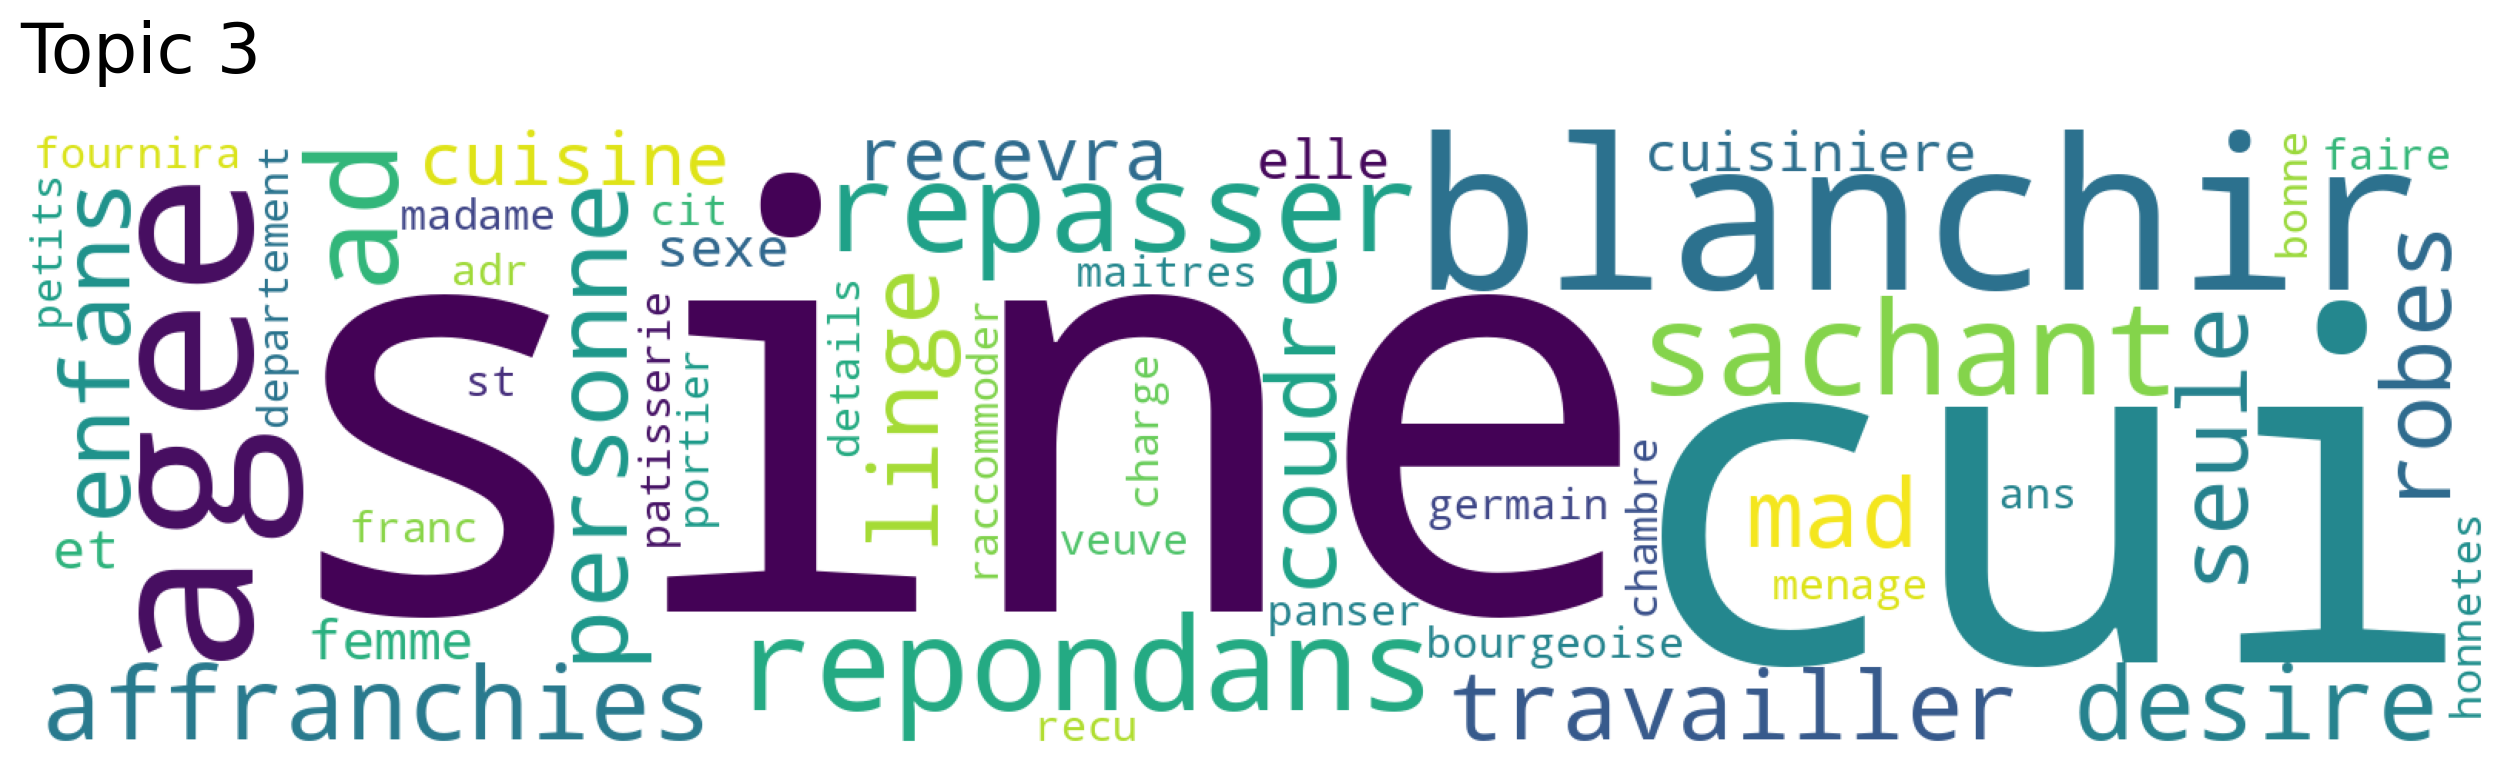 Topic 3
fournira
cuisine
recevra
elle
blanchir
cuisiniere
bonne
faire
petits
enfans
agee
departement
ad
madame
personne
cit
sexe
repasser
maitres
adr
sine
cui
sachant
seule
robes
st
patisserie
portier
details
linge
raccommoder
charge
coudre
germain
chambre
mad
ans
franc
veuve
et
menage
honnetes
femme
panser
bourgeoise
affranchies
repondans
recu
travailler
desire